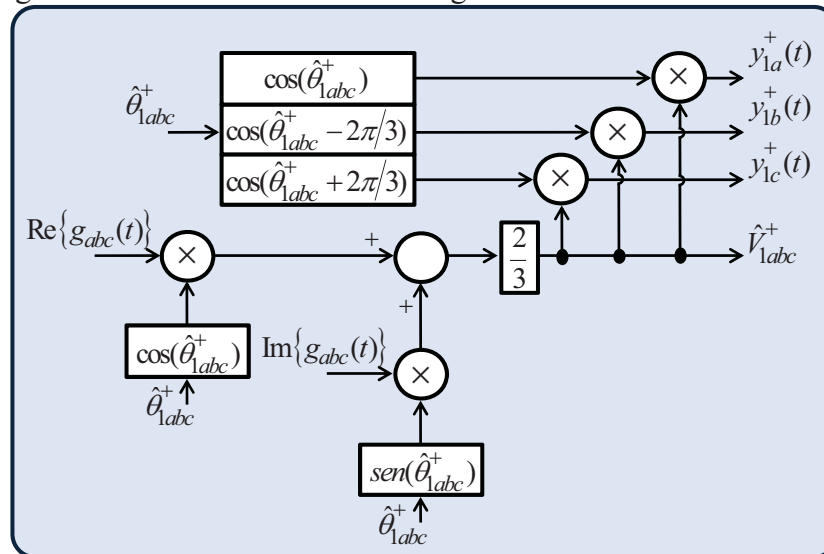 cos(θ̂⁺₁abc)
y⁺₁a(t)
θ̂⁺₁abc
cos(θ̂⁺₁abc − 2π/3)
y⁺₁b(t)
cos(θ̂⁺₁abc + 2π/3)
y⁺₁c(t)
×
×
×
Re{gabc(t)}
×
+
+
2/3
V̂⁺₁abc
cos(θ̂⁺₁abc)
θ̂⁺₁abc
Im{gabc(t)}
×
sen(θ̂⁺₁abc)
θ̂⁺₁abc